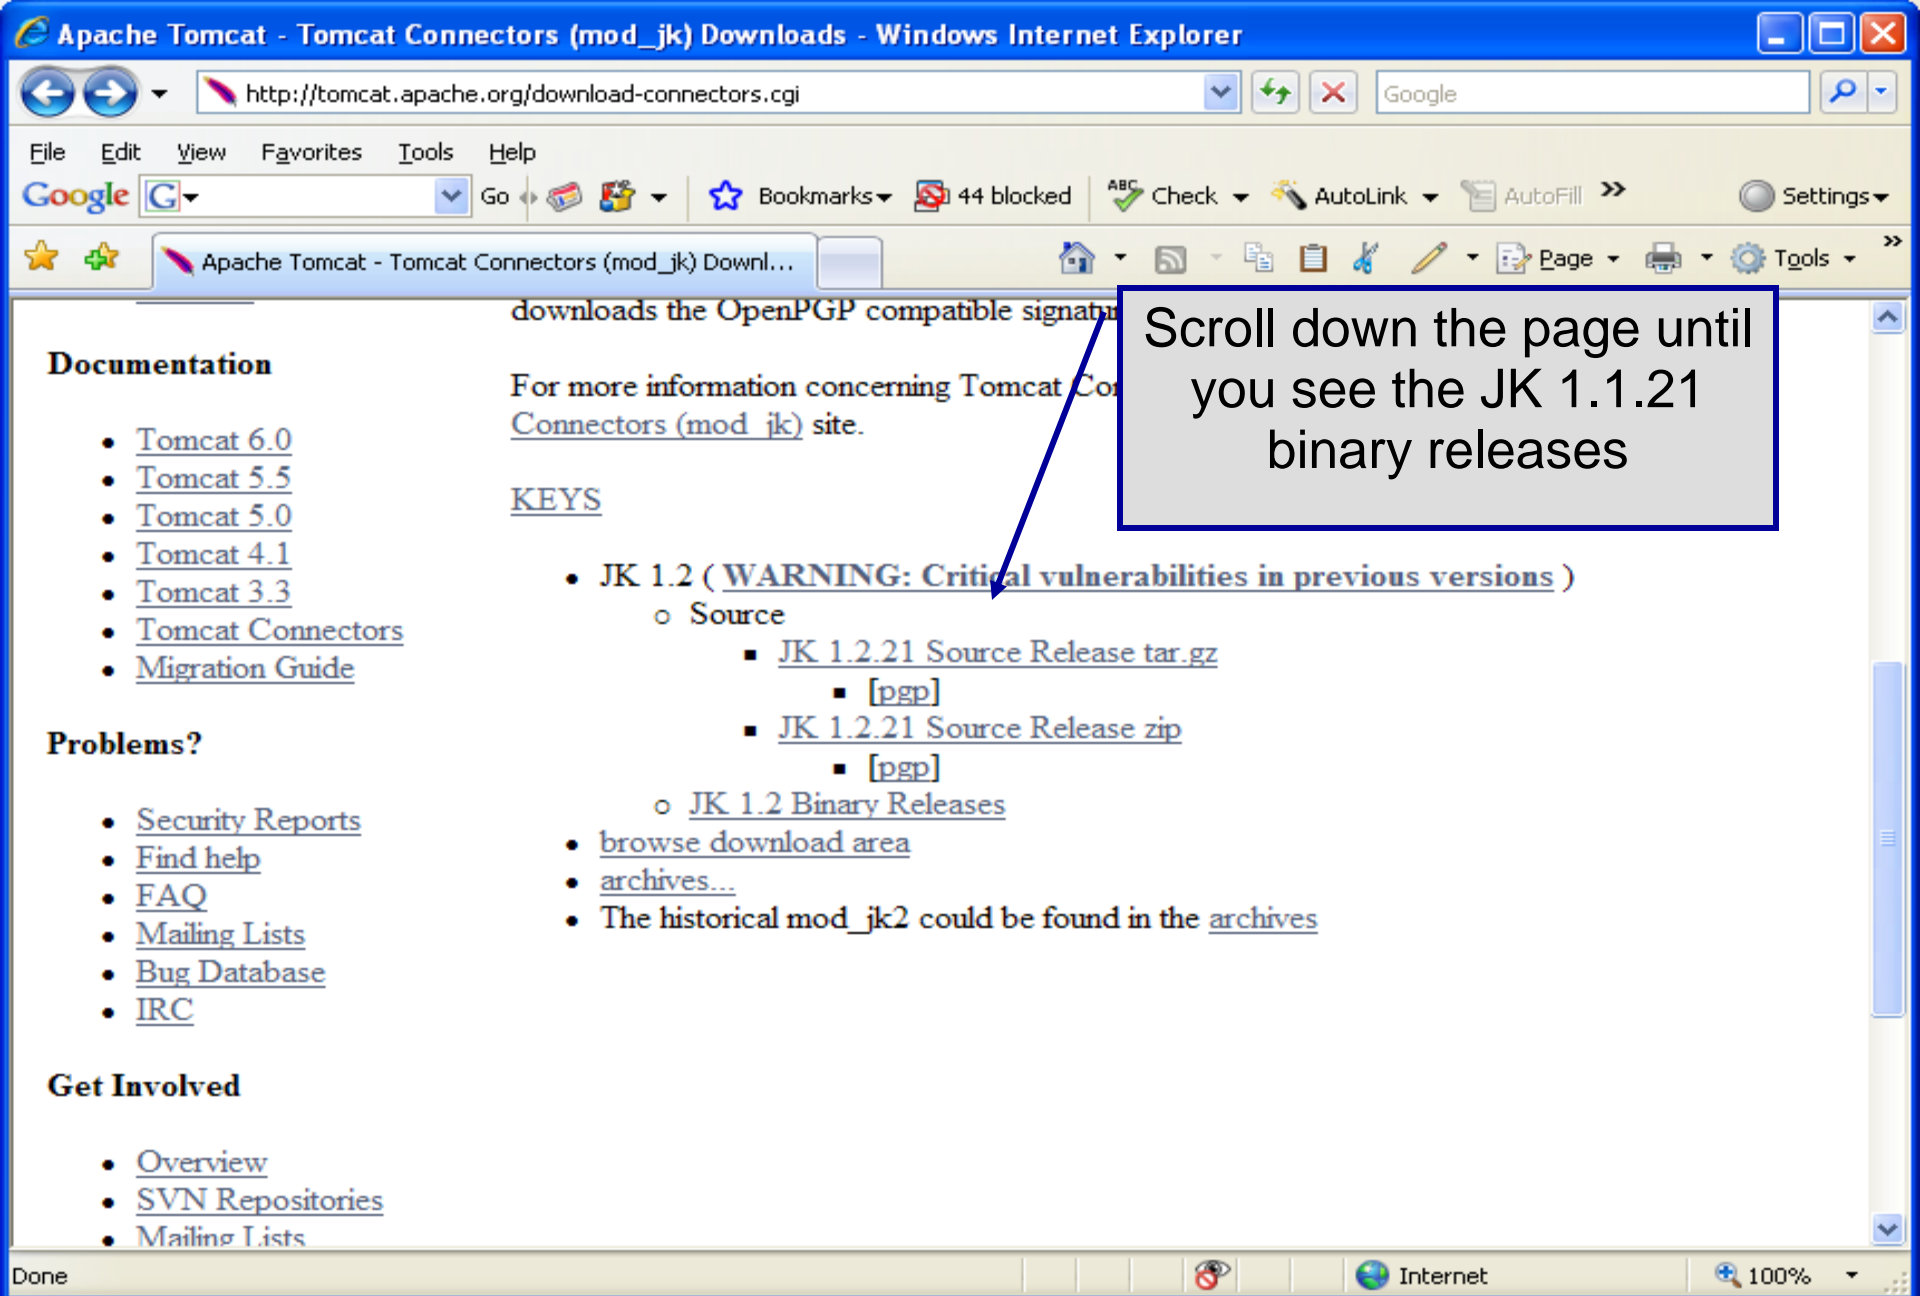 Apache Tomcat - Tomcat Connectors (mod_jk) Downloads - Windows Internet Explorer
http://tomcat.apache.org/download-connectors.cgi
Google
File Edit View Favorites Tools Help
Google G Go Bookmarks 44 blocked ABC Check AutoLink AutoFill >> Settings
Apache Tomcat - Tomcat Connectors (mod_jk) Downl... Page Tools >>
Documentation
Tomcat 6.0
Tomcat 5.5
Tomcat 5.0
Tomcat 4.1
Tomcat 3.3
Tomcat Connectors
Migration Guide
Problems?
Security Reports
Find help
FAQ
Mailing Lists
Bug Database
IRC
Get Involved
Overview
SVN Repositories
Mailing Lists
downloads the OpenPGP compatible
For more information concerning Tomcat
Connectors (mod_jk) site.
KEYS
JK 1.2 ( WARNING: Critical vulnerabilities in previous versions )
Source
JK 1.2.21 Source Release tar.gz
[pgp]
JK 1.2.21 Source Release zip
[pgp]
JK 1.2 Binary Releases
browse download area
archives...
The historical mod_jk2 could be found in the archives
Scroll down the page until
you see the JK 1.1.21
binary releases
Done Internet 100%